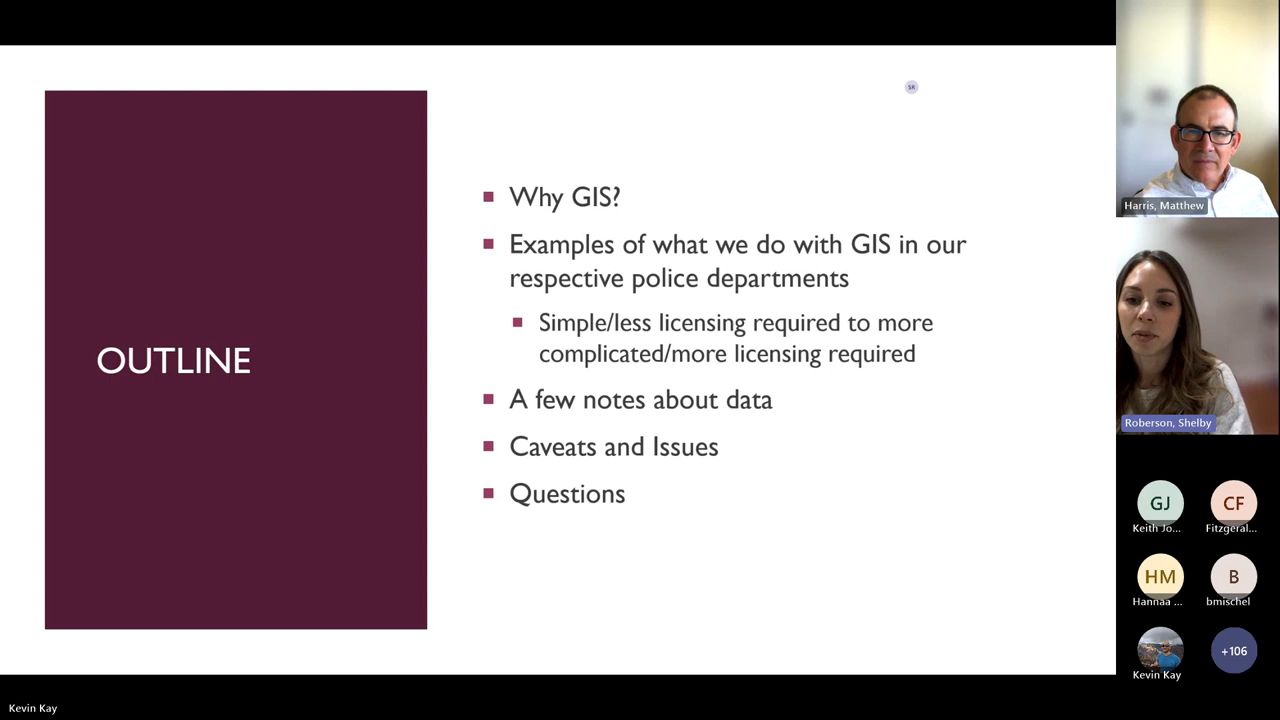 SR
Why GIS?
Examples of what we do with GIS in our
respective police departments
Simple/less licensing required to more
complicated/more licensing required
OUTLINE
A few notes about data
Caveats and Issues
Questions
Harris, Matthew
Roberson, Shelby
GJ
CF
Keith Jo...
Fitzgeral...
HM
B
Hannaa ...
bmischel
+106
Kevin Kay
Kevin Kay